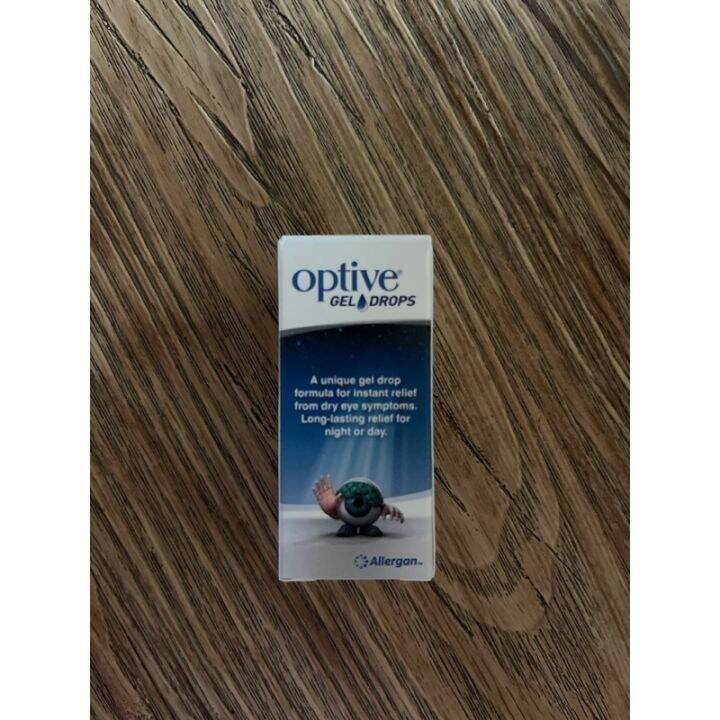 optive®
GEL DROPS
A unique gel drop
formula for instant relief
from dry eye symptoms.
Long-lasting relief for
night or day.
Allergan™